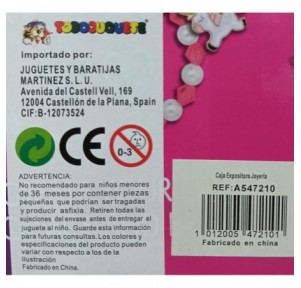 TODOJUGUETE
Importado por:
JUGUETES Y BARATIJAS
MARTINEZ S. L. U.
Avenida del Castell Vell, 169
12004 Castellón de la Plana, Spain
CIF:B-12073524
CE
0-3
ADVERTENCIA:
No recomendado para niños menores
de 36 meses por contener piezas
pequeñas que podrían ser tragadas
y producir asfixia. Retiren todas
las sujeciones del envase antes de entregar el
juguete al niño. Guarde esta información
para futuras consultas. Los colores y
especificaciones del producto pueden
variar con respecto a los de la
ilustración.
Fabricado en China.
R
Caja Expositora Joyería
REF:A547210
1 012005 472101
Fabricado en china